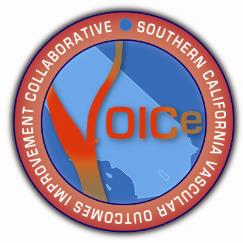 SOUTHERN CALIFORNIA VASCULAR OUTCOMES IMPROVEMENT COLLABORATIVE
VOICe